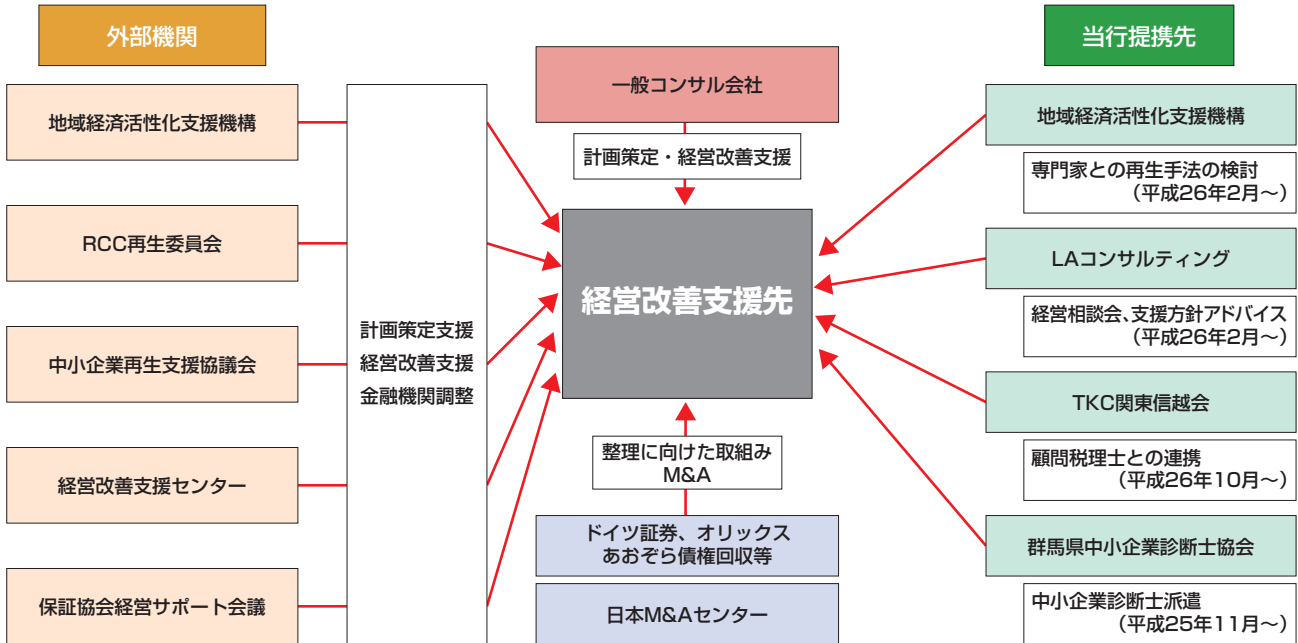 外部機関
地域経済活性化支援機構
RCC再生委員会
中小企業再生支援協議会
経営改善支援センター
保証協会経営サポート会議
計画策定支援
経営改善支援
金融機関調整
一般コンサル会社
計画策定・経営改善支援
経営改善支援先
整理に向けた取組み
M&A
ドイツ証券、オリックス
あおぞら債権回収等
日本M&Aセンター
当行提携先
地域経済活性化支援機構
専門家との再生手法の検討
(平成26年2月~)
LAコンサルティング
経営相談会、支援方針アドバイス
(平成26年2月~)
TKC関東信越会
顧問税理士との連携
(平成26年10月~)
群馬県中小企業診断士協会
中小企業診断士派遣
(平成25年11月~)